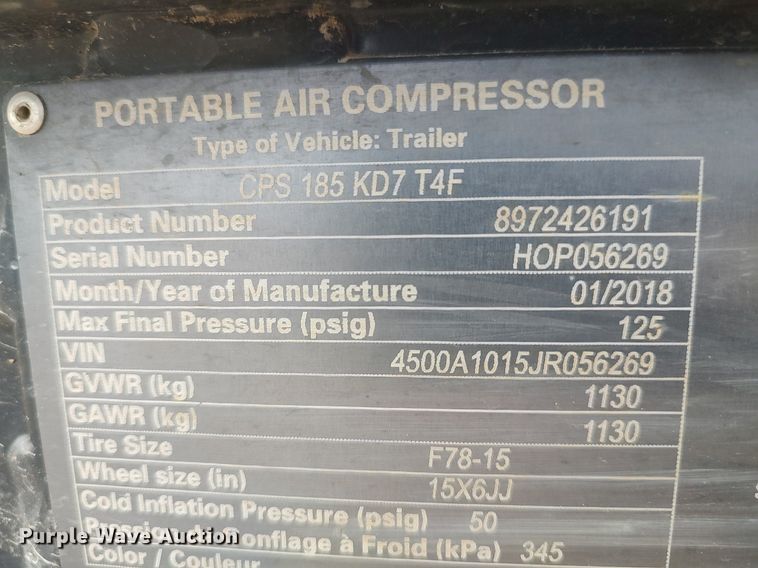 PORTABLE AIR COMPRESSOR
Type of Vehicle: Trailer
Model CPS 185 KD7 T4F
Product Number 8972426191
Serial Number HOP056269
Month/Year of Manufacture 01/2018
Max Final Pressure (psig) 125
VIN 4500A1015JR056269
GVWR (kg) 1130
GAWR (kg) 1130
Tire Size F78-15
Wheel size (in) 15X6JJ
Cold Inflation Pressure (psig) 50
Pression de Gonflage à Froid (kPa) 345
Color / Couleur
Purple Wave Auction